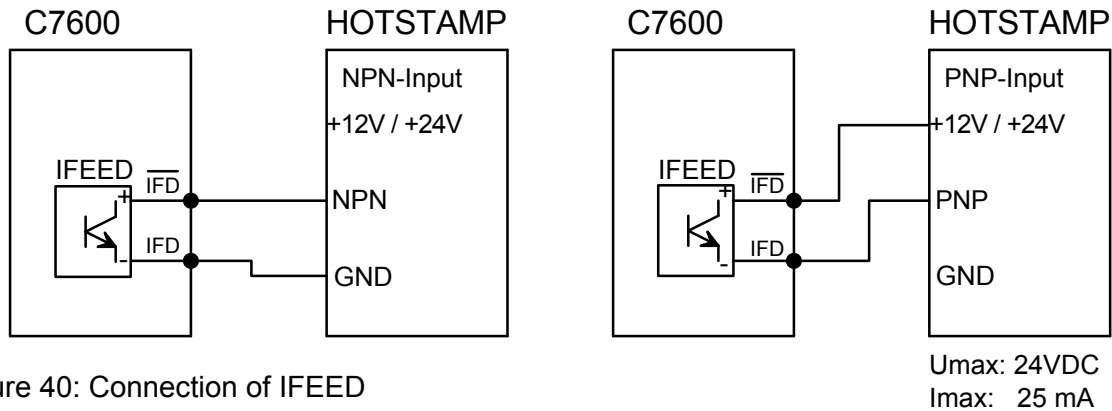 C7600
HOTSTAMP
NPN-Input
+12V / +24V
IFEED
+
IFD
NPN
IFD
-
GND
C7600
HOTSTAMP
PNP-Input
+12V / +24V
IFEED
+
IFD
PNP
IFD
-
GND
Umax: 24VDC
Imax: 25 mA
ure 40: Connection of IFEED